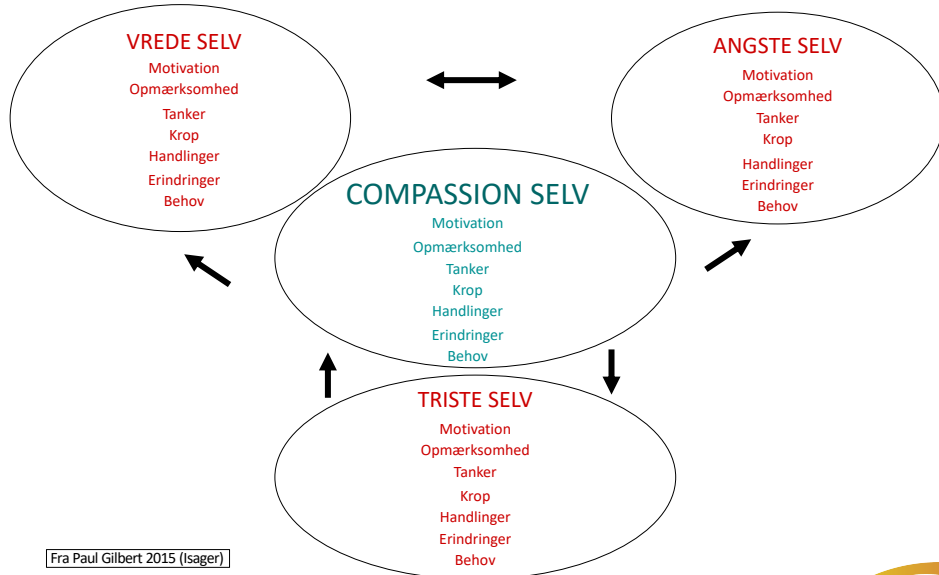 VREDE SELV
Motivation
Opmærksomhed
Tanker
Krop
Handlinger
Erindringer
Behov
ANGSTE SELV
Motivation
Opmærksomhed
Tanker
Krop
Handlinger
Erindringer
Behov
COMPASSION SELV
Motivation
Opmærksomhed
Tanker
Krop
Handlinger
Erindringer
Behov
TRISTE SELV
Motivation
Opmærksomhed
Tanker
Krop
Handlinger
Erindringer
Behov
Fra Paul Gilbert 2015 (Isager)